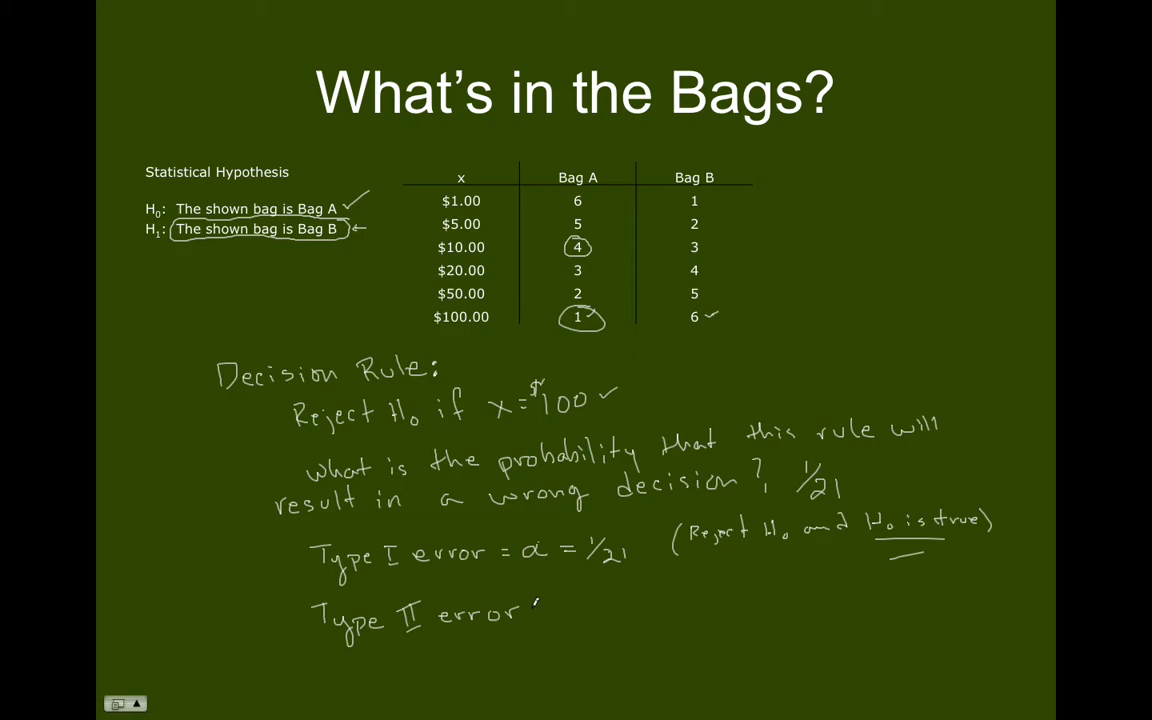 What's in the Bags?
Statistical Hypothesis
H0: The shown bag is Bag A
H1: The shown bag is Bag B
x Bag A Bag B
$1.00 6 1
$5.00 5 2
$10.00 4 3
$20.00 3 4
$50.00 2 5
$100.00 1 6
Decision Rule:
Reject H0 if x = $100
what is the probability that this rule will
result in a wrong decision? 1/21
Type I error = α = 1/21 (Reject H0 and H0 is true)
Type II error